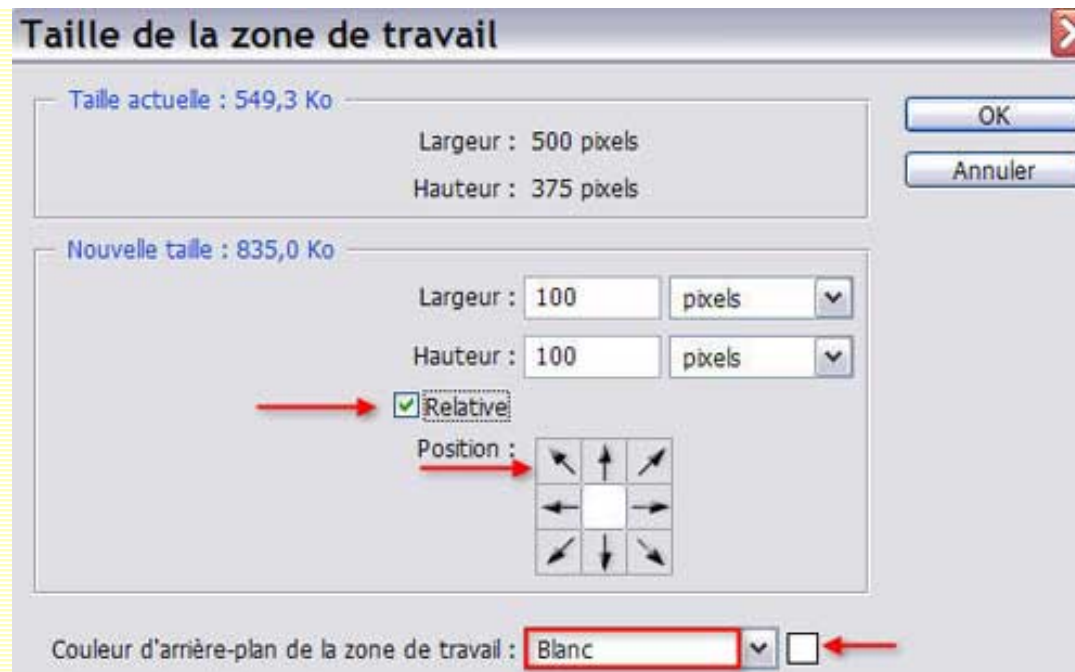 Taille de la zone de travail
Taille actuelle : 549,3 Ko
OK
Largeur : 500 pixels
Annuler
Hauteur : 375 pixels
Nouvelle taille : 835,0 Ko
Largeur : 100 pixels
Hauteur : 100 pixels
Relative
Position :
Couleur d'arrière-plan de la zone de travail : Blanc